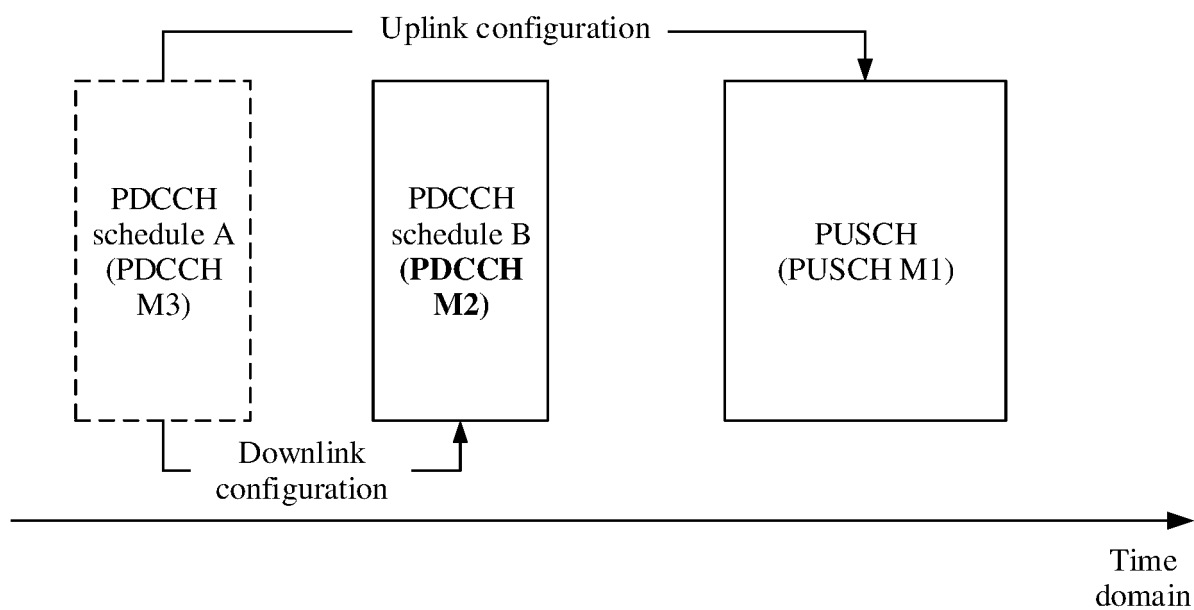 Uplink configuration
PDCCH
schedule A
(PDCCH
M3)
PDCCH
schedule B
(PDCCH
M2)
PUSCH
(PUSCH M1)
Downlink
configuration
Time
domain